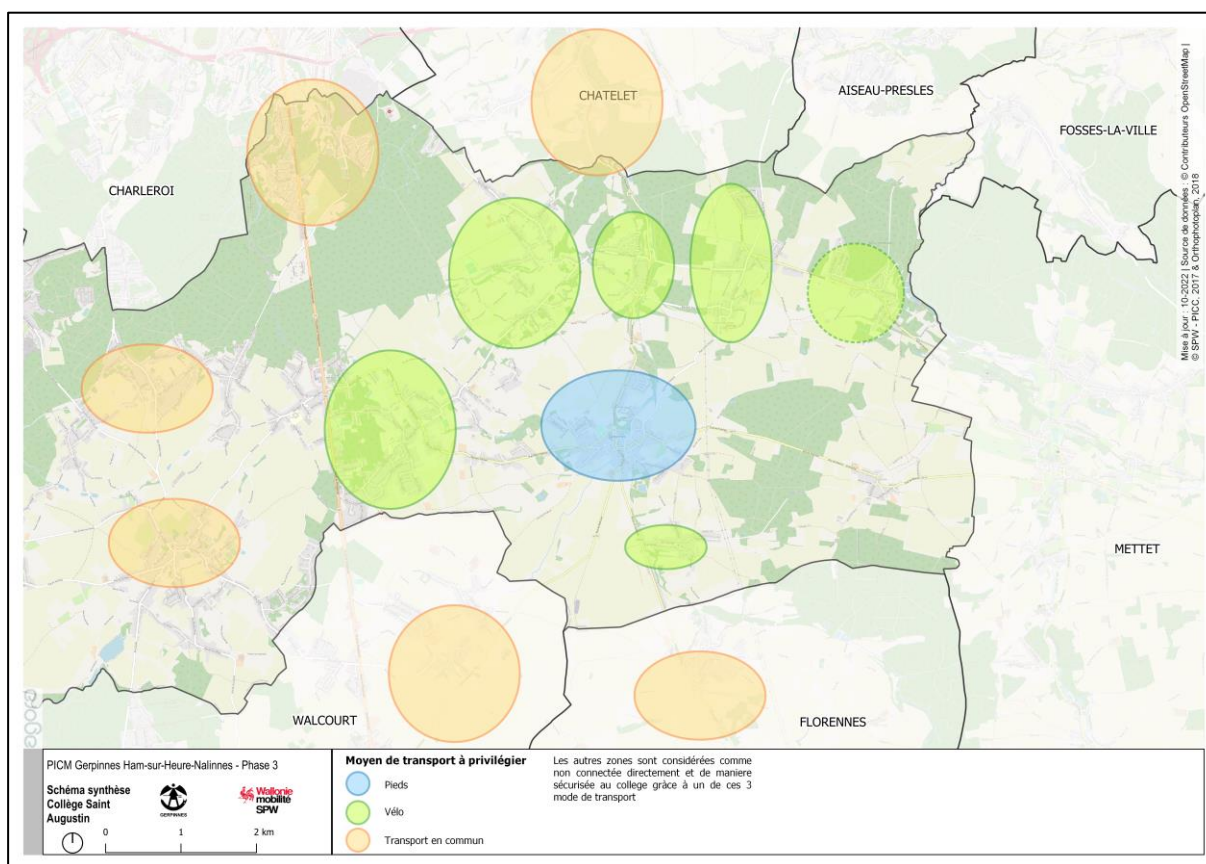 CHATELET
AISEAU-PRESLES
FOSSES-LA-VILLE
CHARLEROI
METTET
WALCOURT
FLORENNES
Mise à jour : 10-2022 | Source de données : © Contributeurs OpenStreetMap |
© SPW - PICC, 2017 & Orthophotoplan, 2018
PICM Gerpinnes Ham-sur-Heure-Nalinnes - Phase 3
Schéma synthèse
Collège Saint
Augustin
GERPINNES
Wallonie
mobilité
SPW
0 1 2 km
Moyen de transport à privilégier
Pieds
Vélo
Transport en commun
Les autres zones sont considérées comme
non connectée directement et de maniere
sécurisée au college grâce à un de ces 3
mode de transport